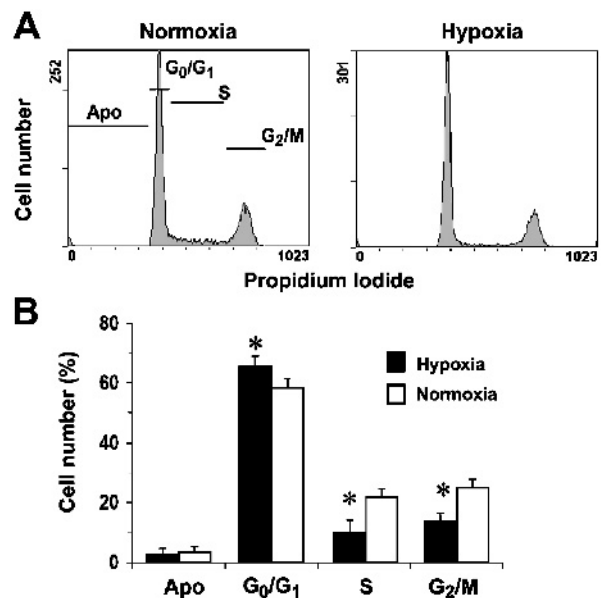 A
Normoxia
Hypoxia
252
G0/G1
S
Apo
G2/M
Cell number
0
1023
301
0
1023
Propidium Iodide
B
80
60
40
20
0
Cell number (%)
*
*
*
Hypoxia
Normoxia
Apo
G0/G1
S
G2/M